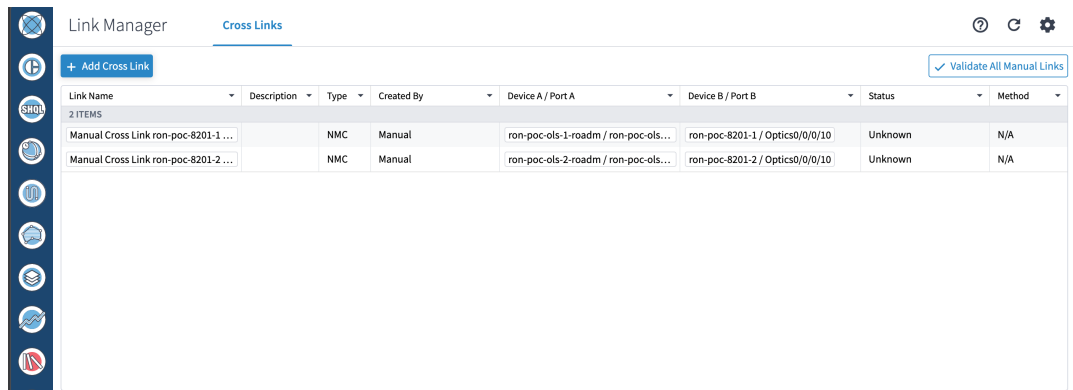 Link Manager Cross Links
SHQL
+ Add Cross Link Validate All Manual Links
Link Name Description Type Created By Device A / Port A Device B / Port B Status Method
2 ITEMS
Manual Cross Link ron-poc-8201-1 ... NMC Manual ron-poc-ols-1-roadm / ron-poc-ols... ron-poc-8201-1 / Optics0/0/0/10 Unknown N/A
Manual Cross Link ron-poc-8201-2 ... NMC Manual ron-poc-ols-2-roadm / ron-poc-ols... ron-poc-8201-2 / Optics0/0/0/10 Unknown N/A